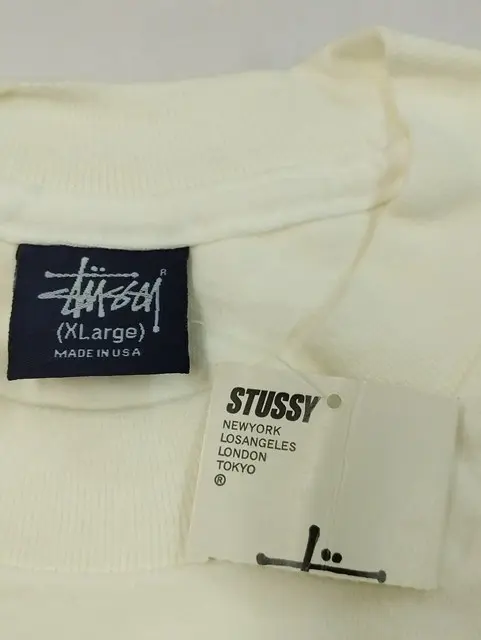 Stüssy ®
(XLarge)
MADE IN USA
STUSSY
NEWYORK
LOSANGELES
LONDON
TOKYO
®